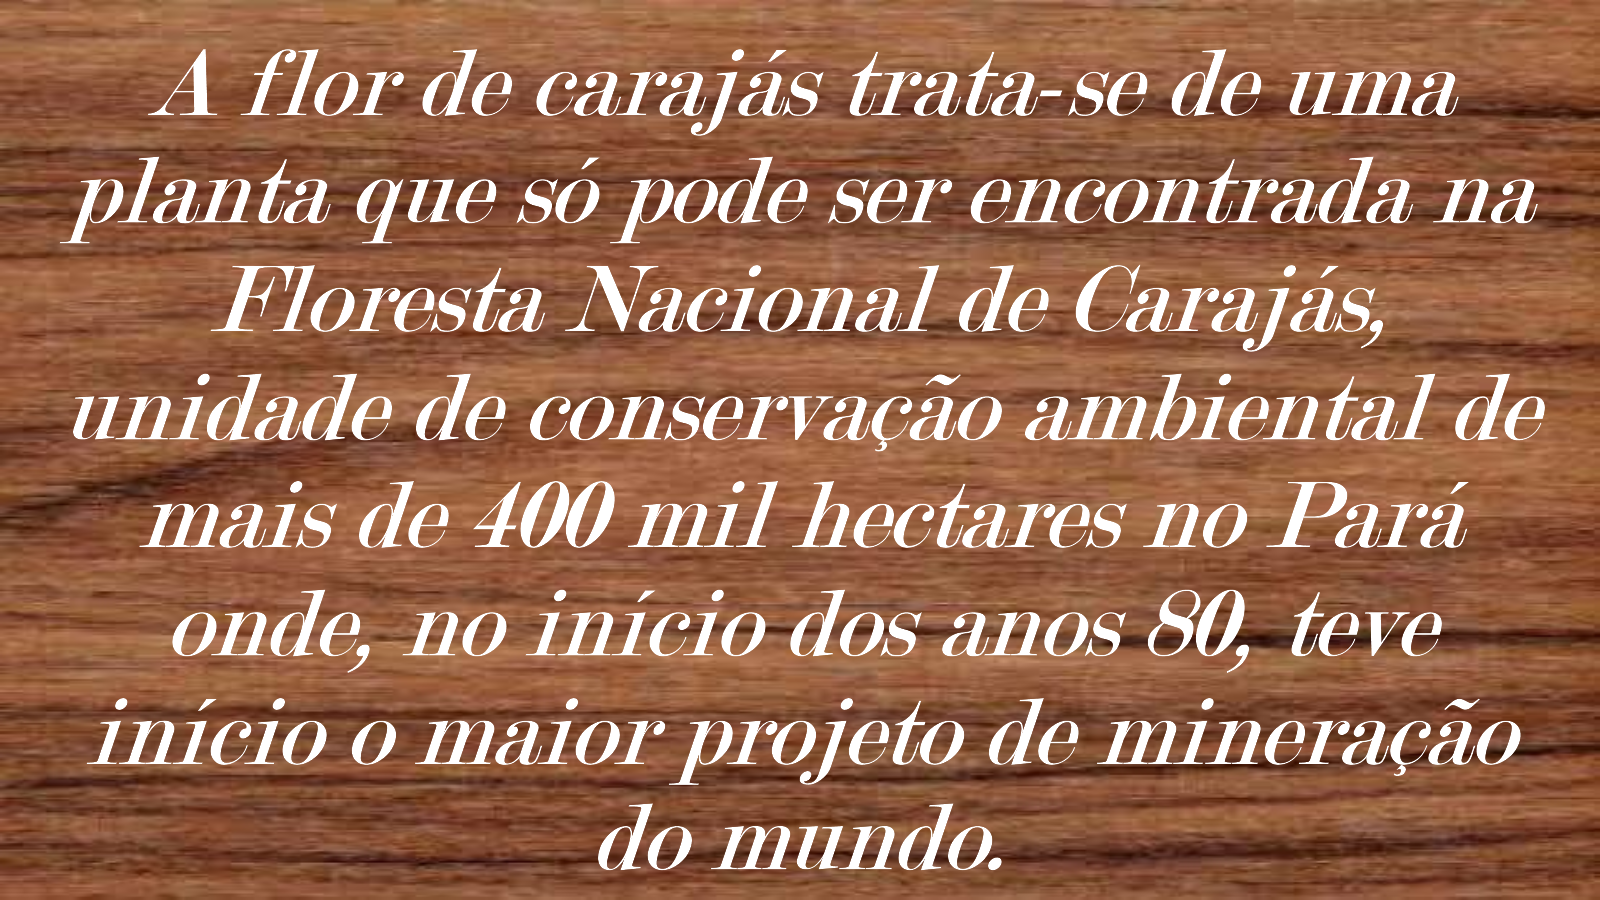 A flor de carajás trata-se de uma
planta que só pode ser encontrada na
Floresta Nacional de Carajás,
unidade de conservação ambiental de
mais de 400 mil hectares no Pará
onde, no início dos anos 80, teve
início o maior projeto de mineração
do mundo.